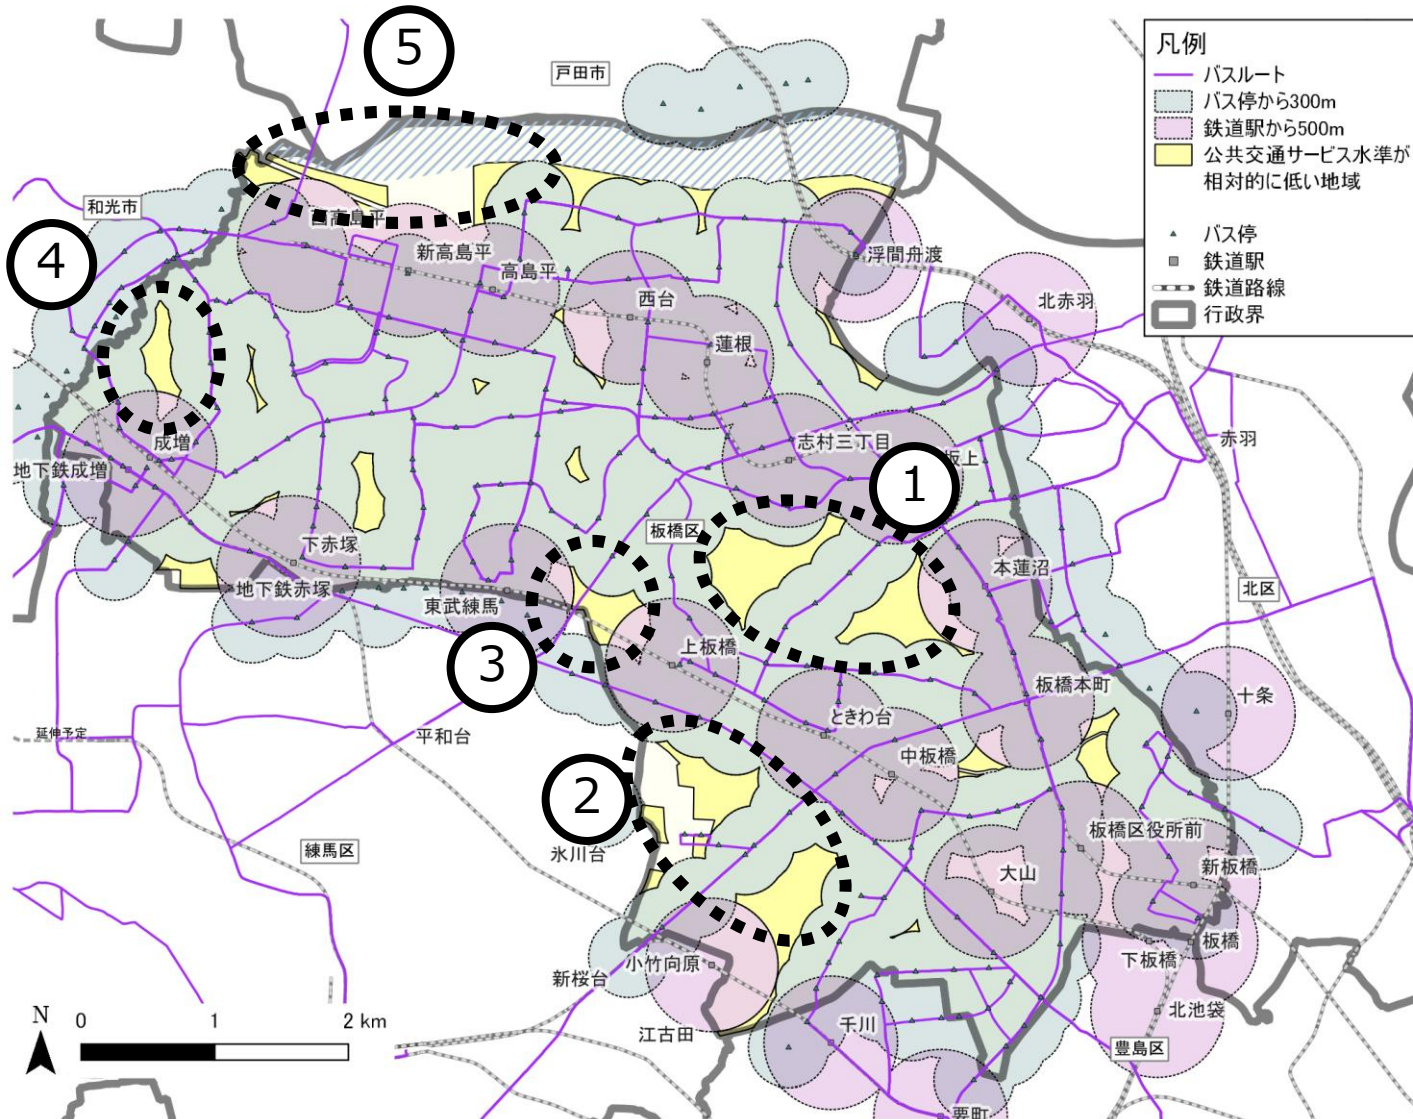 5
戸田市
凡例
バスルート
バス停から300m
鉄道駅から500m
公共交通サービス水準が
相対的に低い地域
バス停
鉄道駅
鉄道路線
行政界
和光市
西高島平
新高島平
高島平
浮間舟渡
4
西台
北赤羽
蓮根
成増
地下鉄成増
志村三丁目
坂上
赤羽
1
板橋区
下赤塚
本蓮沼
地下鉄赤塚
東武練馬
北区
3
上板橋
板橋本町
十条
ときわ台
延伸予定
平和台
中板橋
2
氷川台
練馬区
板橋区役所前
新板橋
大山
板橋
下板橋
小竹向原
新桜台
北池袋
江古田
千川
豊島区
要町
N
0 1 2 km